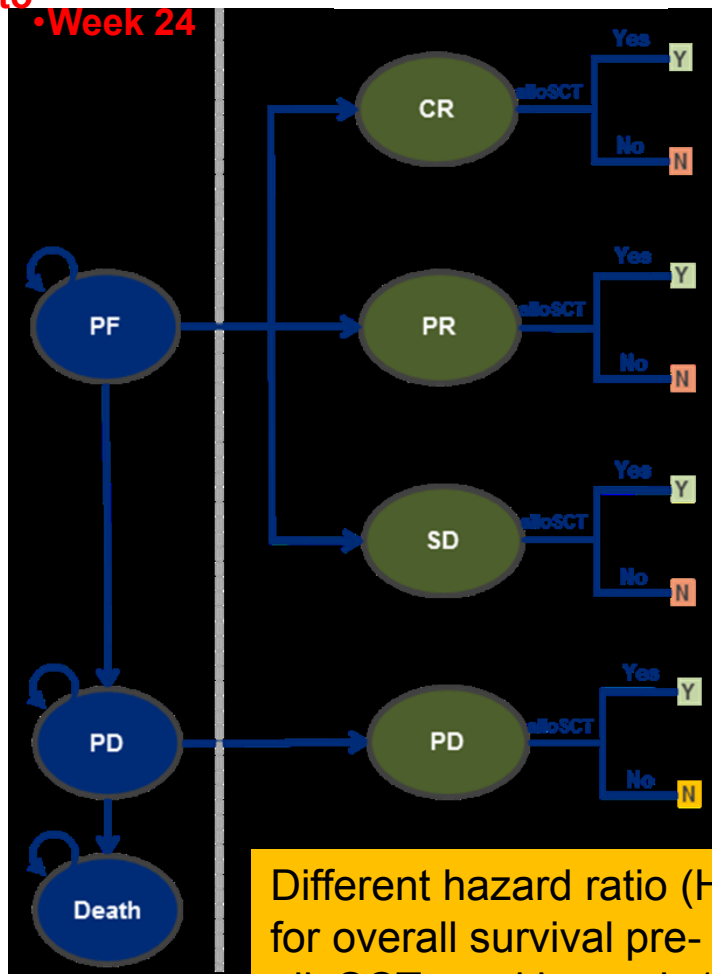 to
•Week 24
Yes
Y
CR
alloSCT
No
N
Yes
Y
PF
PR
alloSCT
No
N
Yes
Y
alloSCT
SD
No
N
Yes
Y
PD
PD
alloSCT
No
N
Death
Different hazard ratio (H
for overall survival pre-